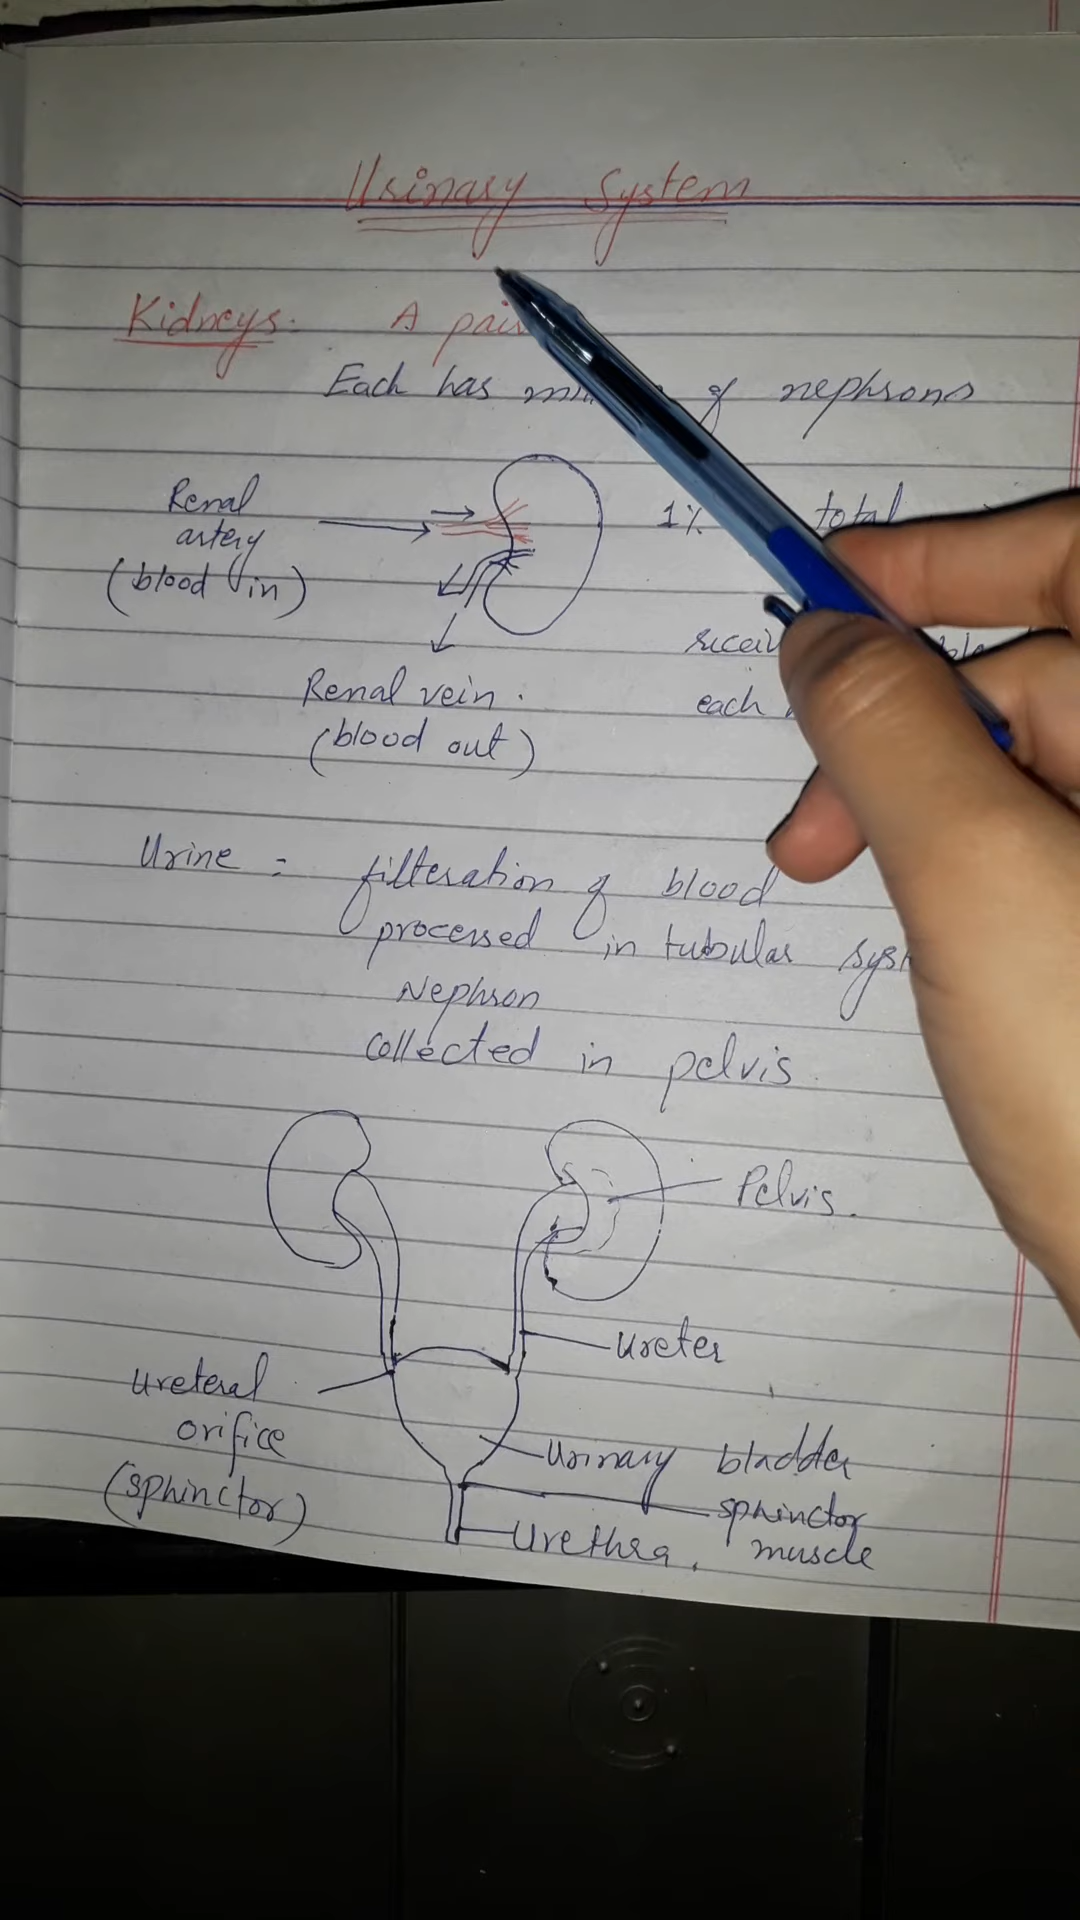 Urinary System
Kidneys: A pair
Each has of nephrons
Renal
artery
(blood in)
1% total
each
Renal vein.
(blood out)
Urine = filteration of blood
processed in tubular
Nephron
collected in pelvis.
Pelvis.
Ureter
Ureteral
orifice
(sphinctor)
Urinary bladder
sphinctor
muscle
Urethra.